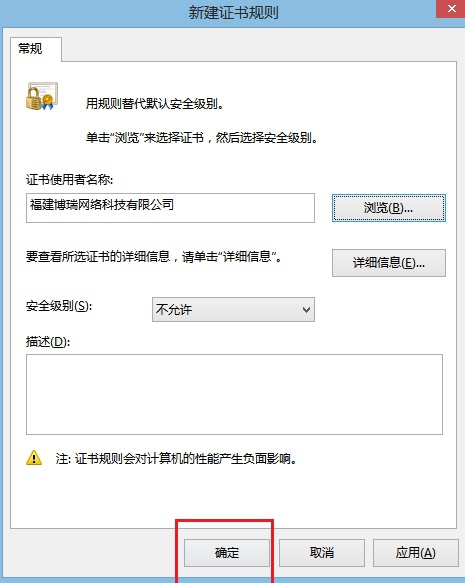 新建证书规则
常规
用规则替代默认安全级别。
单击“浏览”来选择证书，然后选择安全级别。
证书使用者名称:
福建博瑞网络科技有限公司
浏览(B)...
要查看所选证书的详细信息，请单击“详细信息”。
详细信息(E)...
安全级别(S):
不允许
描述(D):
注: 证书规则会对计算机的性能产生负面影响。
确定
取消
应用(A)